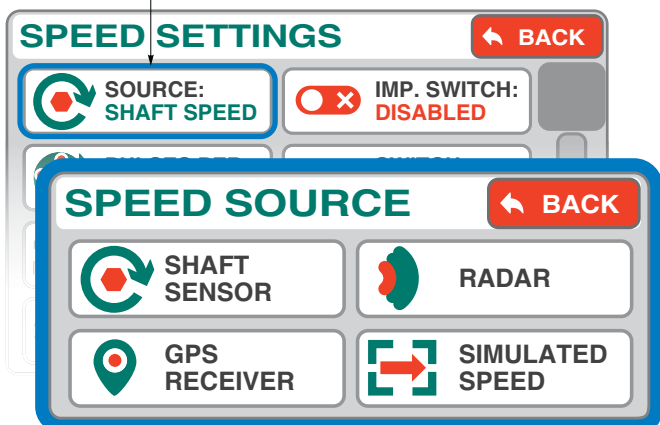 SPEED SETTINGS
BACK
SOURCE:
SHAFT SPEED
IMP. SWITCH:
DISABLED
SPEED SOURCE
BACK
SHAFT
SENSOR
RADAR
GPS
RECEIVER
SIMULATED
SPEED